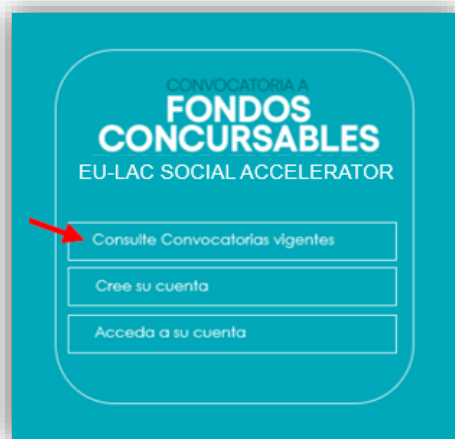 CONVOCATORIA A
FONDOS
CONCURSABLES
EU-LAC SOCIAL ACCELERATOR
Consulte Convocatorias vigentes
Cree su cuenta
Acceda a su cuenta